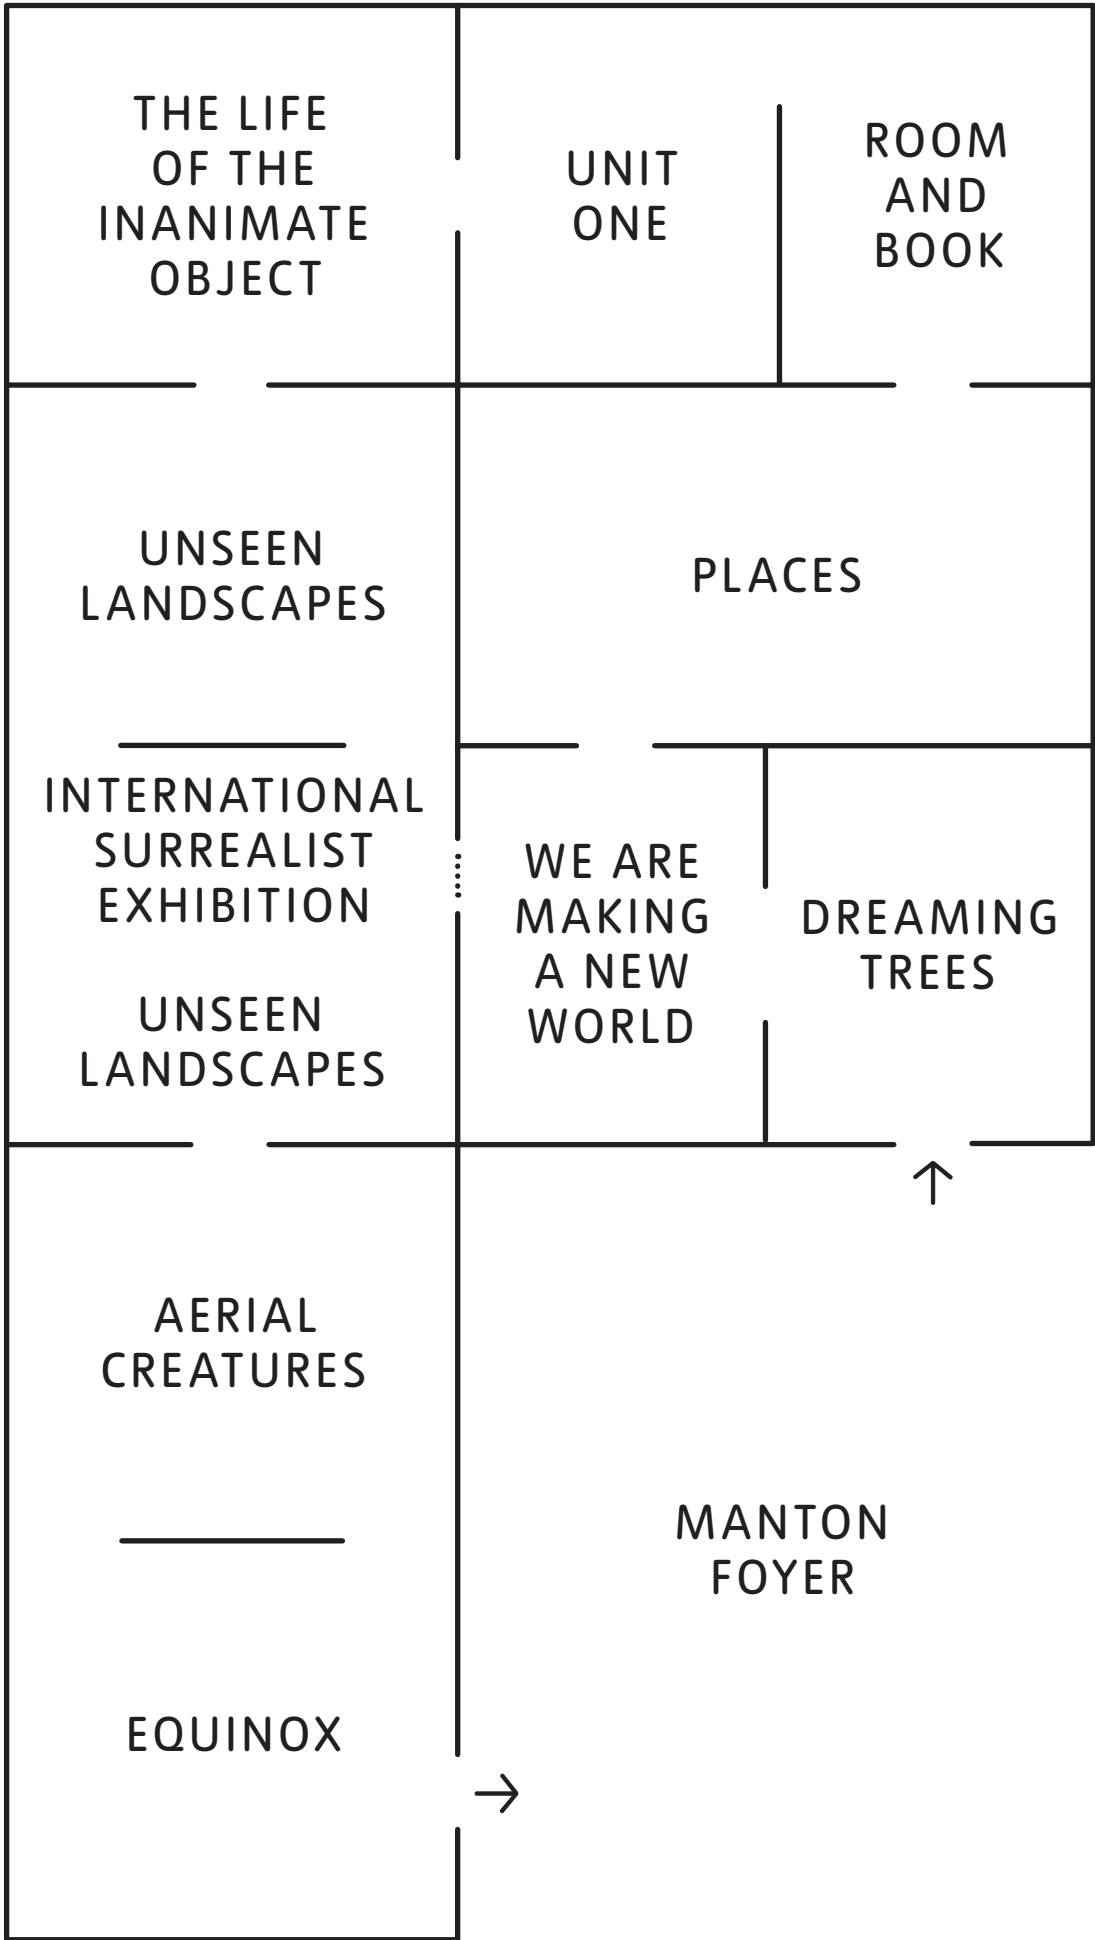 THE LIFE
OF THE
INANIMATE
OBJECT
UNIT
ONE
ROOM
AND
BOOK
UNSEEN
LANDSCAPES
PLACES
INTERNATIONAL
SURREALIST
EXHIBITION
UNSEEN
LANDSCAPES
WE ARE
MAKING
A NEW
WORLD
DREAMING
TREES
AERIAL
CREATURES
MANTON
FOYER
EQUINOX